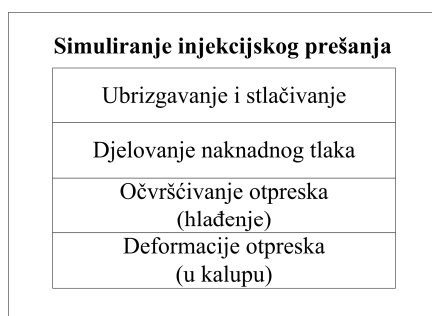 Simuliranje injekcijskog prešanja
Ubrizgavanje i stlačivanje
Djelovanje naknadnog tlaka
Očvršćivanje otpreska
(hlađenje)
Deformacije otpreska
(u kalupu)